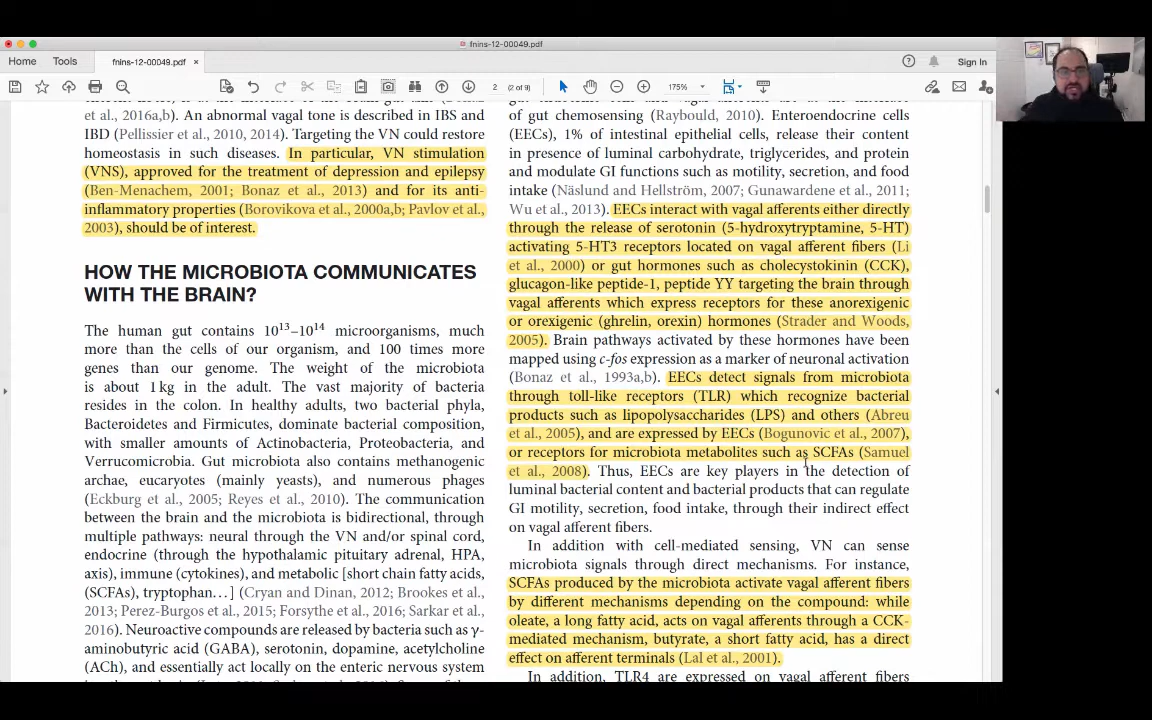 fnins-12-00049.pdf
Home
Tools
fnins-12-00049.pdf ×
Sign In
2
(2 of 9)
175%
et al., 2016a,b). An abnormal vagal tone is described in IBS and
IBD (Pellissier et al., 2010, 2014). Targeting the VN could restore
homeostasis in such diseases. In particular, VN stimulation
(VNS), approved for the treatment of depression and epilepsy
(Ben-Menachem, 2001; Bonaz et al., 2013) and for its anti-
inflammatory properties (Borovikova et al., 2000a,b; Pavlov et al.,
2003), should be of interest.
HOW THE MICROBIOTA COMMUNICATES
WITH THE BRAIN?
The human gut contains 10¹³–10¹⁴ microorganisms, much
more than the cells of our organism, and 100 times more
genes than our genome. The weight of the microbiota
is about 1 kg in the adult. The vast majority of bacteria
resides in the colon. In healthy adults, two bacterial phyla,
Bacteroidetes and Firmicutes, dominate bacterial composition,
with smaller amounts of Actinobacteria, Proteobacteria, and
Verrucomicrobia. Gut microbiota also contains methanogenic
archae, eucaryotes (mainly yeasts), and numerous phages
(Eckburg et al., 2005; Reyes et al., 2010). The communication
between the brain and the microbiota is bidirectional, through
multiple pathways: neural through the VN and/or spinal cord,
endocrine (through the hypothalamic pituitary adrenal, HPA,
axis), immune (cytokines), and metabolic [short chain fatty acids,
(SCFAs), tryptophan…] (Cryan and Dinan, 2012; Brookes et al.,
2013; Perez-Burgos et al., 2015; Forsythe et al., 2016; Sarkar et al.,
2016). Neuroactive compounds are released by bacteria such as γ-
aminobutyric acid (GABA), serotonin, dopamine, acetylcholine
(ACh), and essentially act locally on the enteric nervous system
of gut chemosensing (Raybould, 2010). Enteroendocrine cells
(EECs), 1% of intestinal epithelial cells, release their content
in presence of luminal carbohydrate, triglycerides, and protein
and modulate GI functions such as motility, secretion, and food
intake (Näslund and Hellström, 2007; Gunawardene et al., 2011;
Wu et al., 2013). EECs interact with vagal afferents either directly
through the release of serotonin (5-hydroxytryptamine, 5-HT)
activating 5-HT3 receptors located on vagal afferent fibers (Li
et al., 2000) or gut hormones such as cholecystokinin (CCK),
glucagon-like peptide-1, peptide YY targeting the brain through
vagal afferents which express receptors for these anorexigenic
or orexigenic (ghrelin, orexin) hormones (Strader and Woods,
2005). Brain pathways activated by these hormones have been
mapped using c-fos expression as a marker of neuronal activation
(Bonaz et al., 1993a,b). EECs detect signals from microbiota
through toll-like receptors (TLR) which recognize bacterial
products such as lipopolysaccharides (LPS) and others (Abreu
et al., 2005), and are expressed by EECs (Bogunovic et al., 2007),
or receptors for microbiota metabolites such as SCFAs (Samuel
et al., 2008). Thus, EECs are key players in the detection of
luminal bacterial content and bacterial products that can regulate
GI motility, secretion, food intake, through their indirect effect
on vagal afferent fibers.
In addition with cell-mediated sensing, VN can sense
microbiota signals through direct mechanisms. For instance,
SCFAs produced by the microbiota activate vagal afferent fibers
by different mechanisms depending on the compound: while
oleate, a long fatty acid, acts on vagal afferents through a CCK-
mediated mechanism, butyrate, a short fatty acid, has a direct
effect on afferent terminals (Lal et al., 2001).
In addition, TLR4 are expressed on vagal afferent fibers